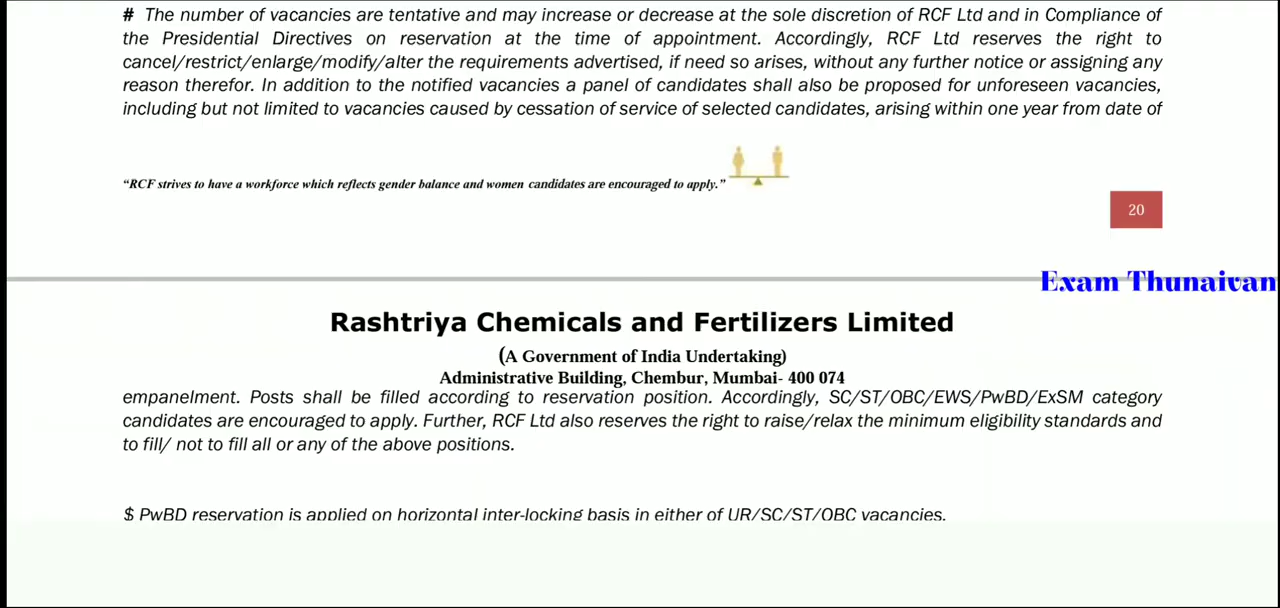 # The number of vacancies are tentative and may increase or decrease at the sole discretion of RCF Ltd and in Compliance of
the Presidential Directives on reservation at the time of appointment. Accordingly, RCF Ltd reserves the right to
cancel/restrict/enlarge/modify/alter the requirements advertised, if need so arises, without any further notice or assigning any
reason therefor. In addition to the notified vacancies a panel of candidates shall also be proposed for unforeseen vacancies,
including but not limited to vacancies caused by cessation of service of selected candidates, arising within one year from date of
“RCF strives to have a workforce which reflects gender balance and women candidates are encouraged to apply.”
20
Exam Thunaivan
Rashtriya Chemicals and Fertilizers Limited
(A Government of India Undertaking)
Administrative Building, Chembur, Mumbai- 400 074
empanelment. Posts shall be filled according to reservation position. Accordingly, SC/ST/OBC/EWS/PwBD/ExSM category
candidates are encouraged to apply. Further, RCF Ltd also reserves the right to raise/relax the minimum eligibility standards and
to fill/ not to fill all or any of the above positions.
$ PwBD reservation is applied on horizontal inter-locking basis in either of UR/SC/ST/OBC vacancies.